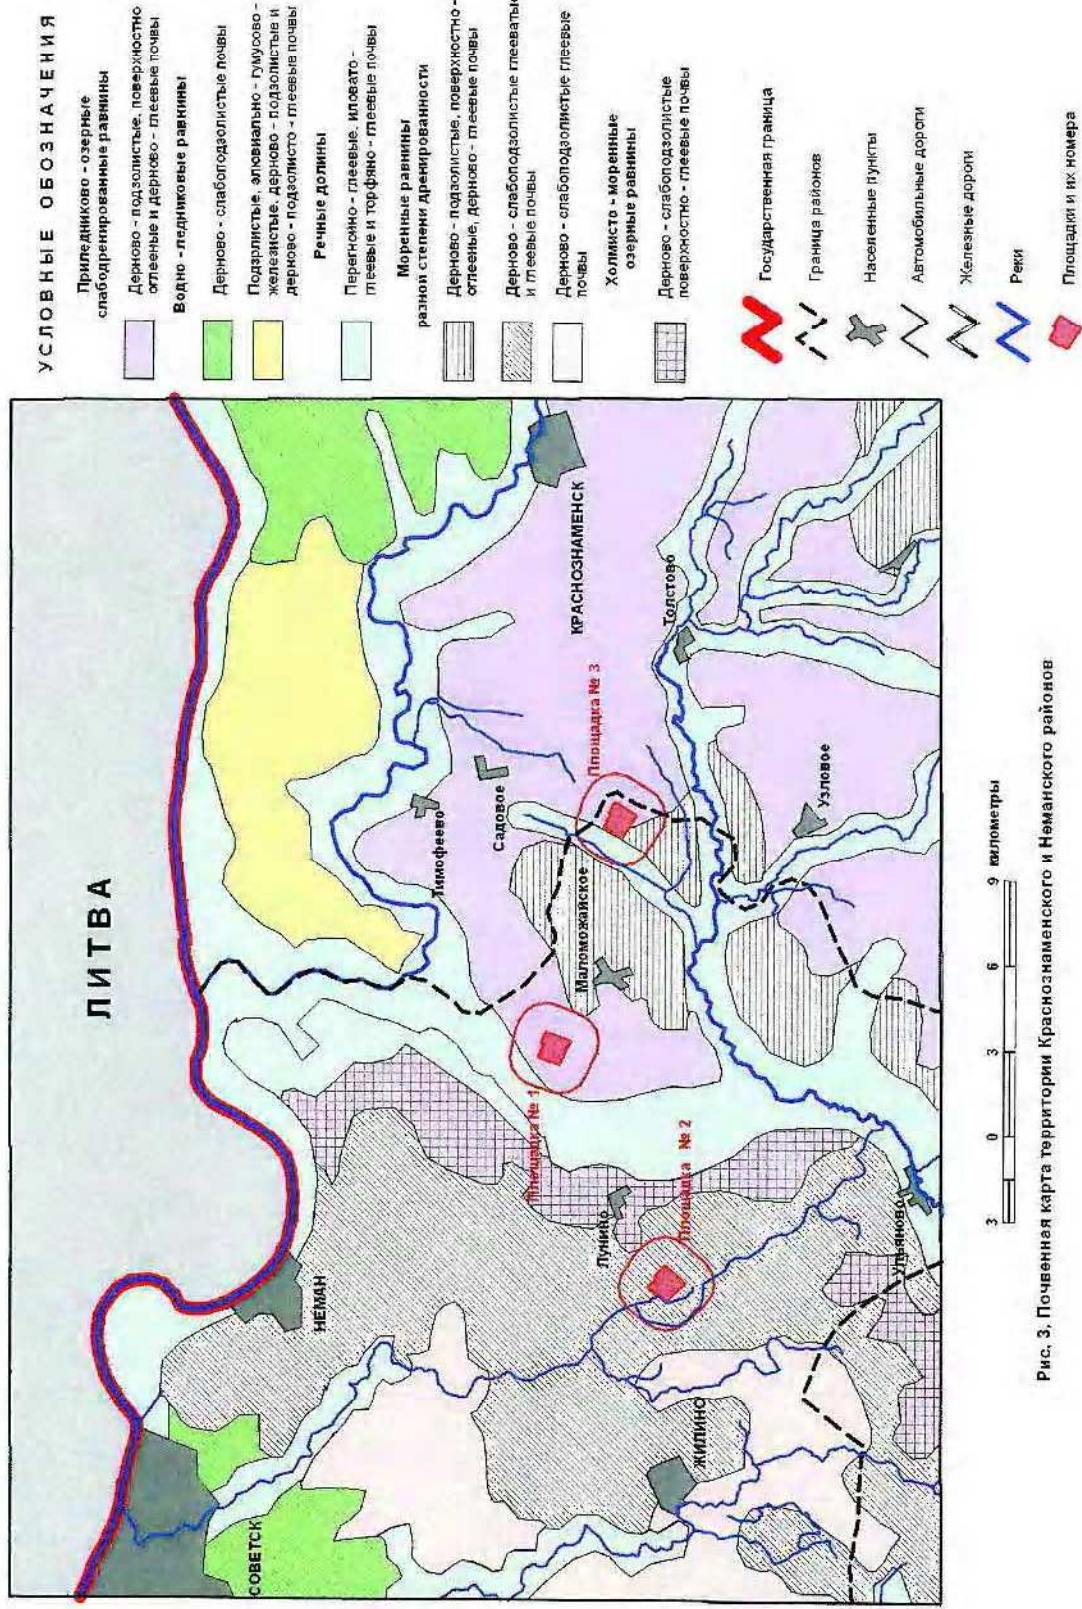 УСЛОВНЫЕ ОБОЗНАЧЕНИЯ
Приледниково - озерные
слабодренированные равнины
Дерново - подзолистые, поверхностно
оглееные и дерново - глеевые почвы
Водно - ледниковые равнины
Дерново - слабоподзолистые почвы
Подзолистые, иллювиально - гумусово -
железистые, дерново - подзолистые и
дерново - подзолисто - глеевые почвы
Речные долины
Перегнойно - глеевые, иловато -
глеевые и торфяно - глеевые почвы
Моренные равнины
разной степени дренированности
Дерново - подзолистые, поверхностно -
оглееные, дерново - глеевые почвы
Дерново - слабоподзолистые глееватые
и глеевые почвы
Дерново - слабоподзолистые глеевые
почвы
Холмисто - моренные
озерные равнины
Дерново - слабоподзолистые
поверхностно - глеевые почвы
Государственная граница
Граница районов
Населенные пункты
Автомобильные дороги
Железные дороги
Реки
Площадки и их номера
ЛИТВА
СОВЕТСК
НЕМАН
Тимофеево
Садовое
КРАСНОЗНАМЕНСК
Площадка № 3
Маломожайское
Площадка № 1
Лунино
Площадка № 2
Толстово
Узловое
ЖИЛИНО
Ульяново
3 0 3 6 9 километры
Рис. 3. Почвенная карта территории Краснознаменского и Неманского районов